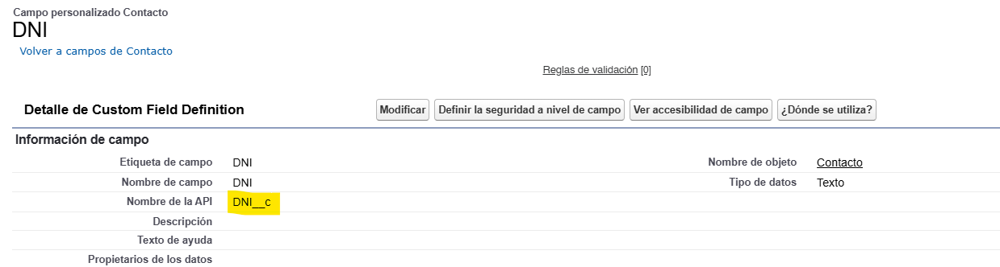 Campo personalizado Contacto
DNI
Volver a campos de Contacto
Reglas de validación [0]
Detalle de Custom Field Definition
Modificar
Definir la seguridad a nivel de campo
Ver accesibilidad de campo
¿Dónde se utiliza?
Información de campo
Etiqueta de campo DNI Nombre de objeto Contacto
Nombre de campo DNI Tipo de datos Texto
Nombre de la API DNI__c
Descripción
Texto de ayuda
Propietarios de los datos